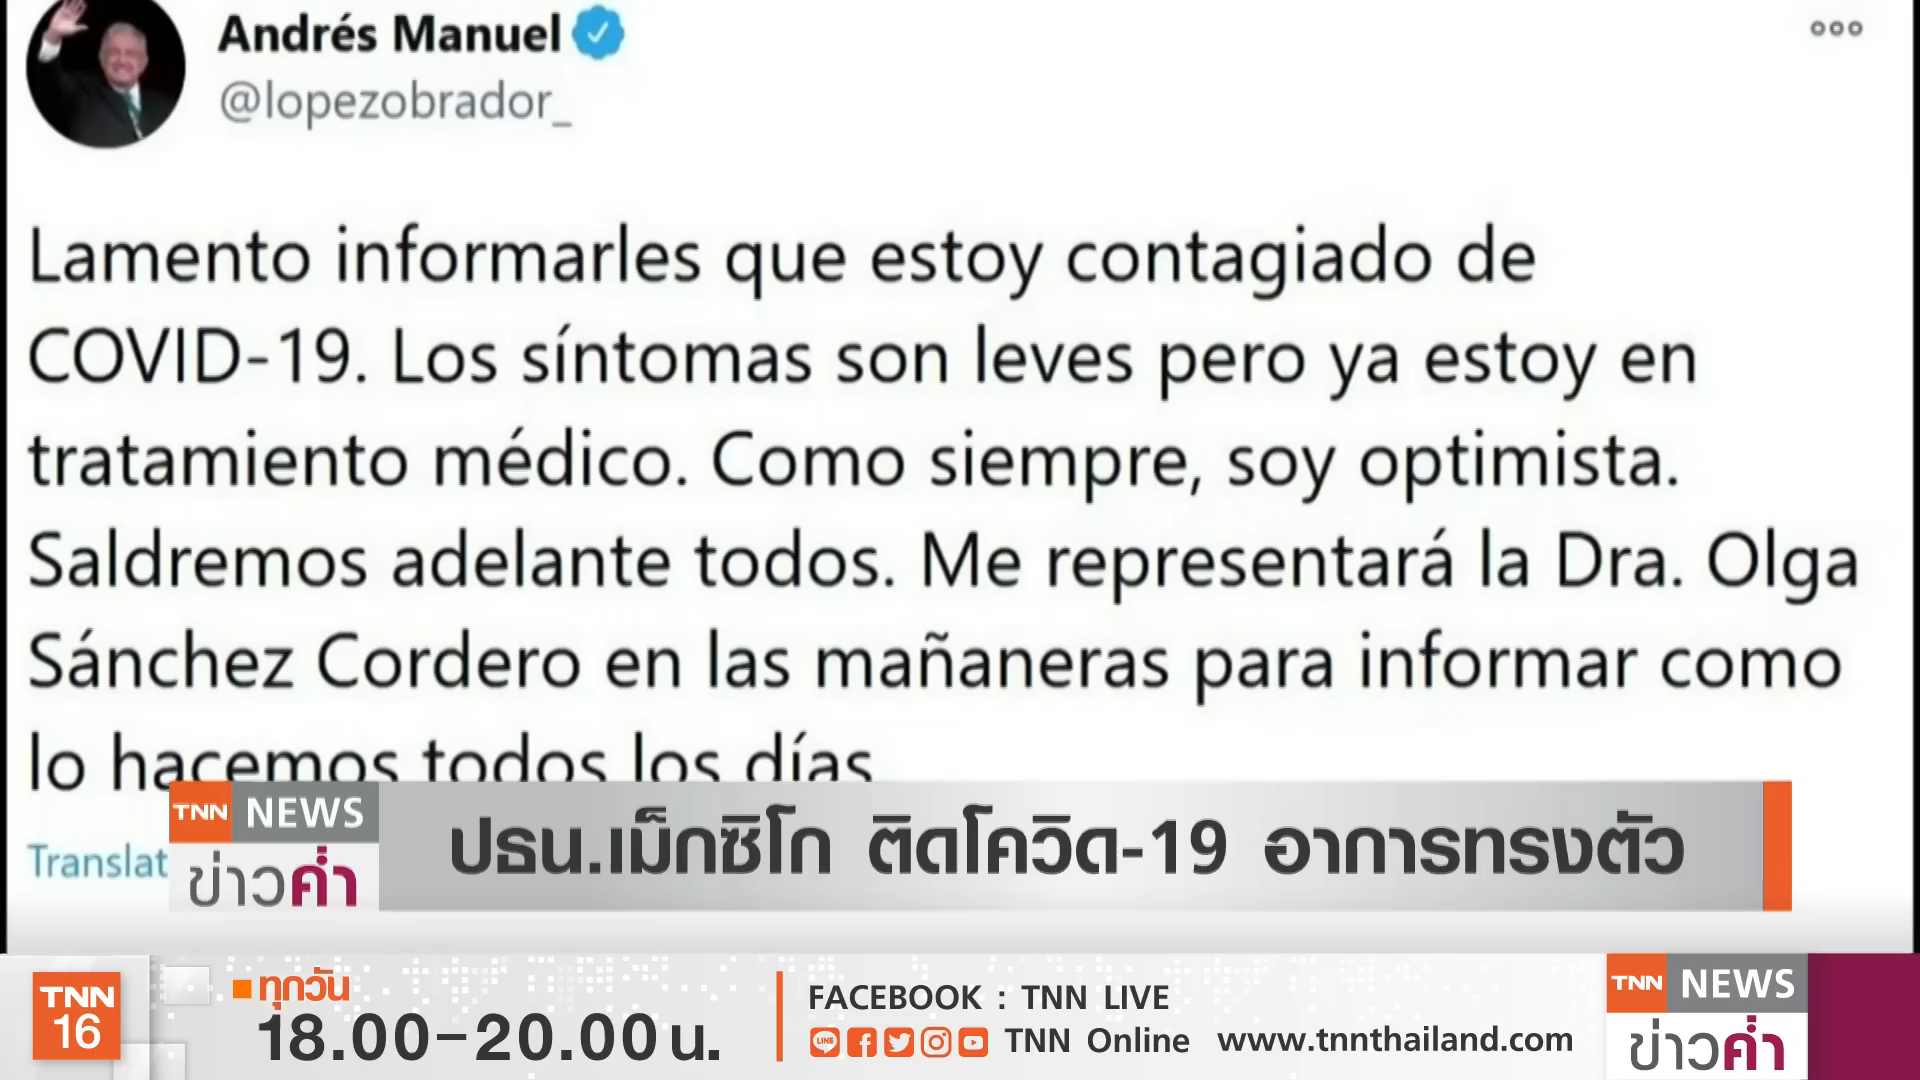 Andrés Manuel
@lopezobrador_
Lamento informarles que estoy contagiado de
COVID-19. Los síntomas son leves pero ya estoy en
tratamiento médico. Como siempre, soy optimista.
Saldremos adelante todos. Me representará la Dra. Olga
Sánchez Cordero en las mañaneras para informar como
lo hacemos todos los días
Translat
TNN NEWS
ข่าวค่ำ
ปธน.เม็กซิโก ติดโควิด-19 อาการทรงตัว
TNN
16
ทุกวัน
18.00-20.00 น.
FACEBOOK : TNN LIVE
LINE TNN Online www.tnnthailand.com
TNN NEWS
ข่าวค่ำ